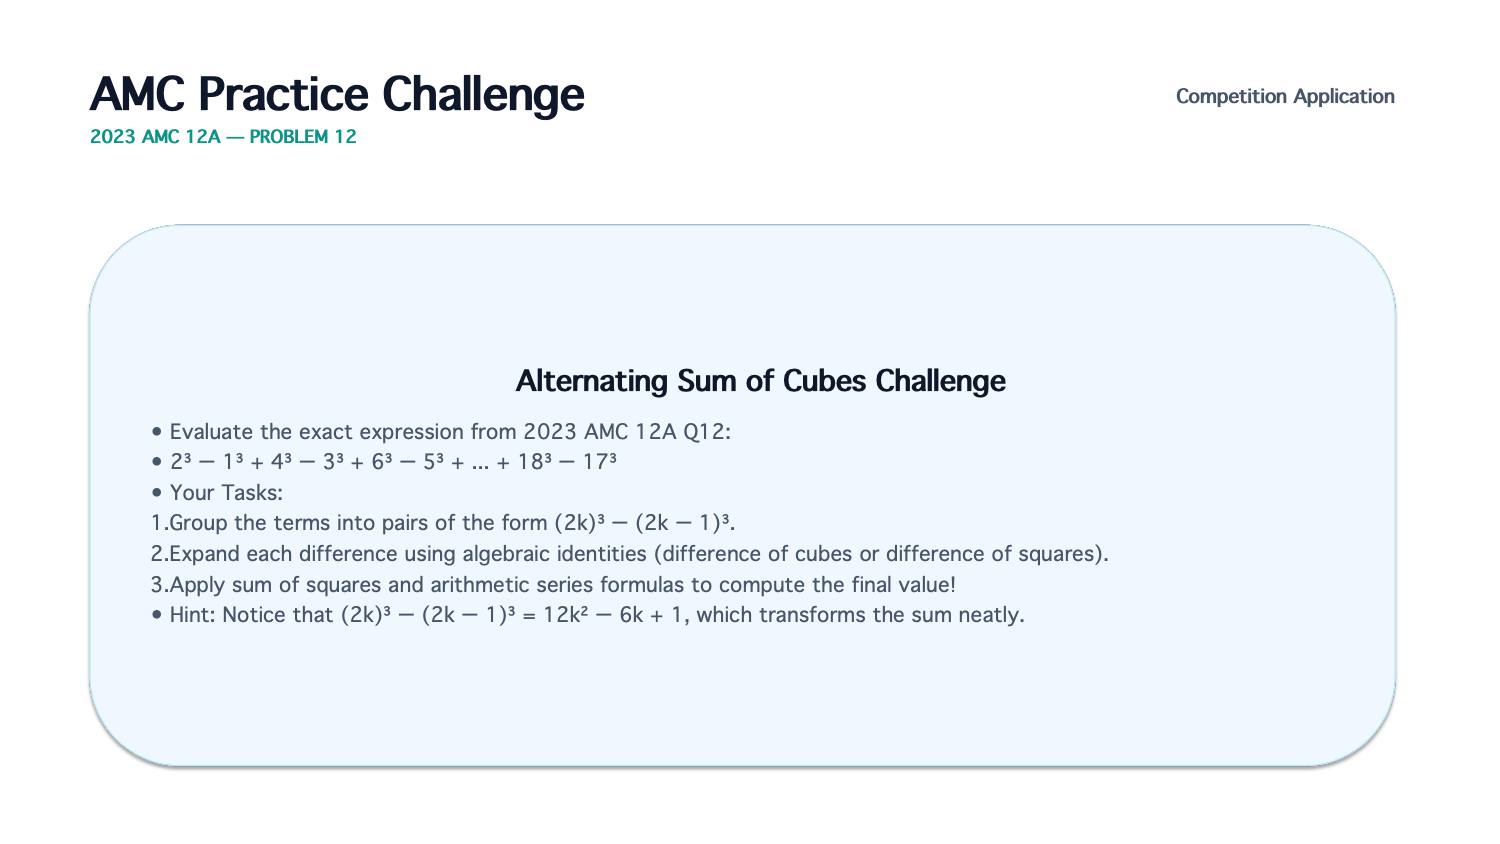 AMC Practice Challenge
Competition Application
2023 AMC 12A — PROBLEM 12
Alternating Sum of Cubes Challenge
• Evaluate the exact expression from 2023 AMC 12A Q12:
• 2³ − 1³ + 4³ − 3³ + 6³ − 5³ + ... + 18³ − 17³
• Your Tasks:
1.Group the terms into pairs of the form (2k)³ − (2k − 1)³.
2.Expand each difference using algebraic identities (difference of cubes or difference of squares).
3.Apply sum of squares and arithmetic series formulas to compute the final value!
• Hint: Notice that (2k)³ − (2k − 1)³ = 12k² − 6k + 1, which transforms the sum neatly.